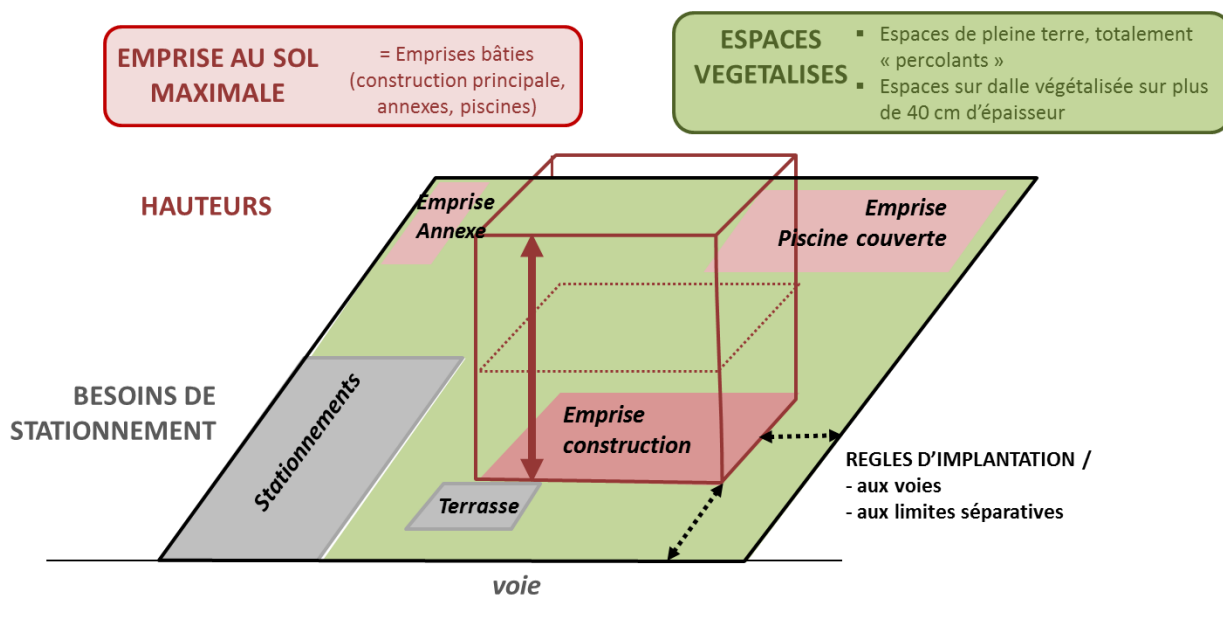 EMPRISE AU SOL
MAXIMALE
= Emprises bâties
(construction principale,
annexes, piscines)
ESPACES
VEGETALISES
▪ Espaces de pleine terre, totalement
« percolants »
▪ Espaces sur dalle végétalisée sur plus
de 40 cm d’épaisseur
HAUTEURS
Emprise
Annexe
Emprise
Piscine couverte
BESOINS DE
STATIONNEMENT
Stationnements
Emprise
construction
Terrasse
REGLES D’IMPLANTATION /
- aux voies
- aux limites séparatives
voie